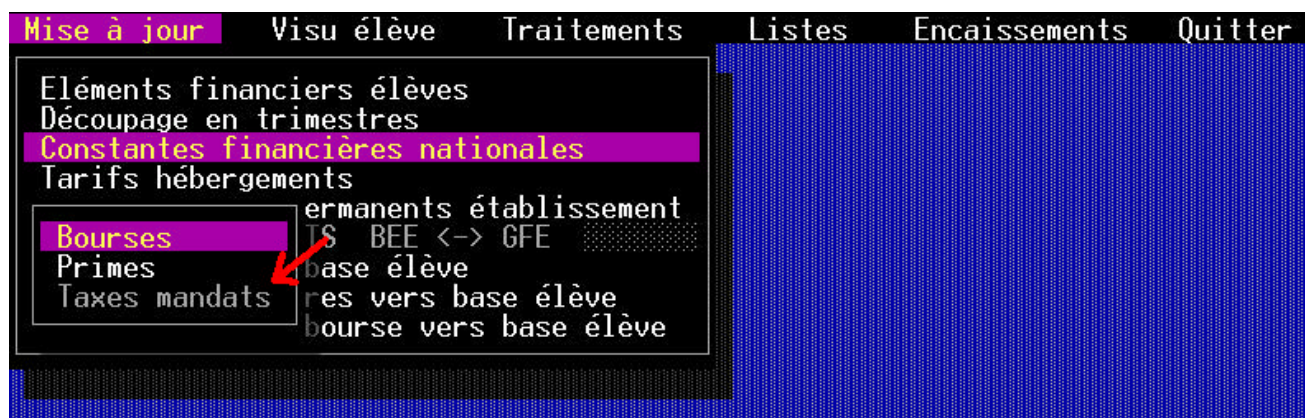 Mise à jour Visu élève Traitements Listes Encaissements Quitter
Eléments financiers élèves
Découpage en trimestres
Constantes financières nationales
Tarifs hébergements
ermanents établissement
Bourses TS BEE <-> GFE
Primes base élève
Taxes mandats res vers base élève
bourse vers base élève